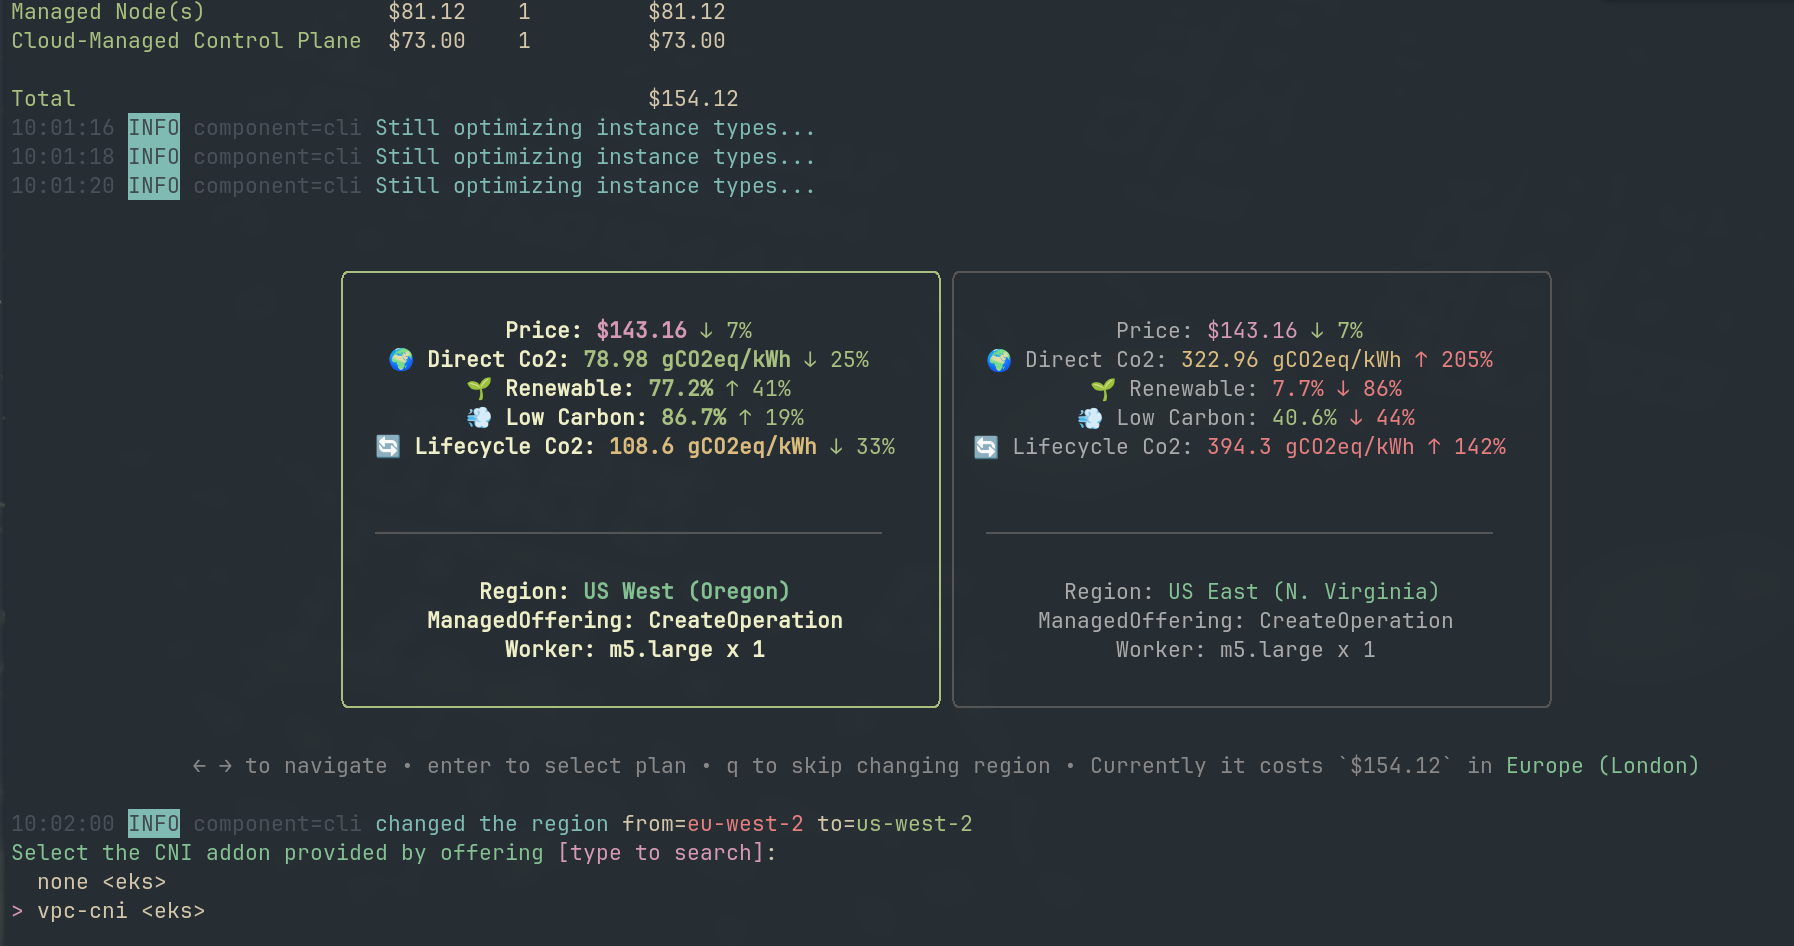 Managed Node(s) $81.12 1 $81.12
Cloud-Managed Control Plane $73.00 1 $73.00
Total $154.12
10:01:16 INFO component=cli Still optimizing instance types...
10:01:18 INFO component=cli Still optimizing instance types...
10:01:20 INFO component=cli Still optimizing instance types...
Price: $143.16 ↓ 7%
🌍 Direct Co2: 78.98 gCO2eq/kWh ↓ 25%
🌱 Renewable: 77.2% ↑ 41%
💨 Low Carbon: 86.7% ↑ 19%
🔄 Lifecycle Co2: 108.6 gCO2eq/kWh ↓ 33%
Region: US West (Oregon)
ManagedOffering: CreateOperation
Worker: m5.large x 1
Price: $143.16 ↓ 7%
🌍 Direct Co2: 322.96 gCO2eq/kWh ↑ 205%
🌱 Renewable: 7.7% ↓ 86%
💨 Low Carbon: 40.6% ↓ 44%
🔄 Lifecycle Co2: 394.3 gCO2eq/kWh ↑ 142%
Region: US East (N. Virginia)
ManagedOffering: CreateOperation
Worker: m5.large x 1
← → to navigate • enter to select plan • q to skip changing region • Currently it costs `$154.12` in Europe (London)
10:02:00 INFO component=cli changed the region from=eu-west-2 to=us-west-2
Select the CNI addon provided by offering [type to search]:
none <eks>
> vpc-cni <eks>